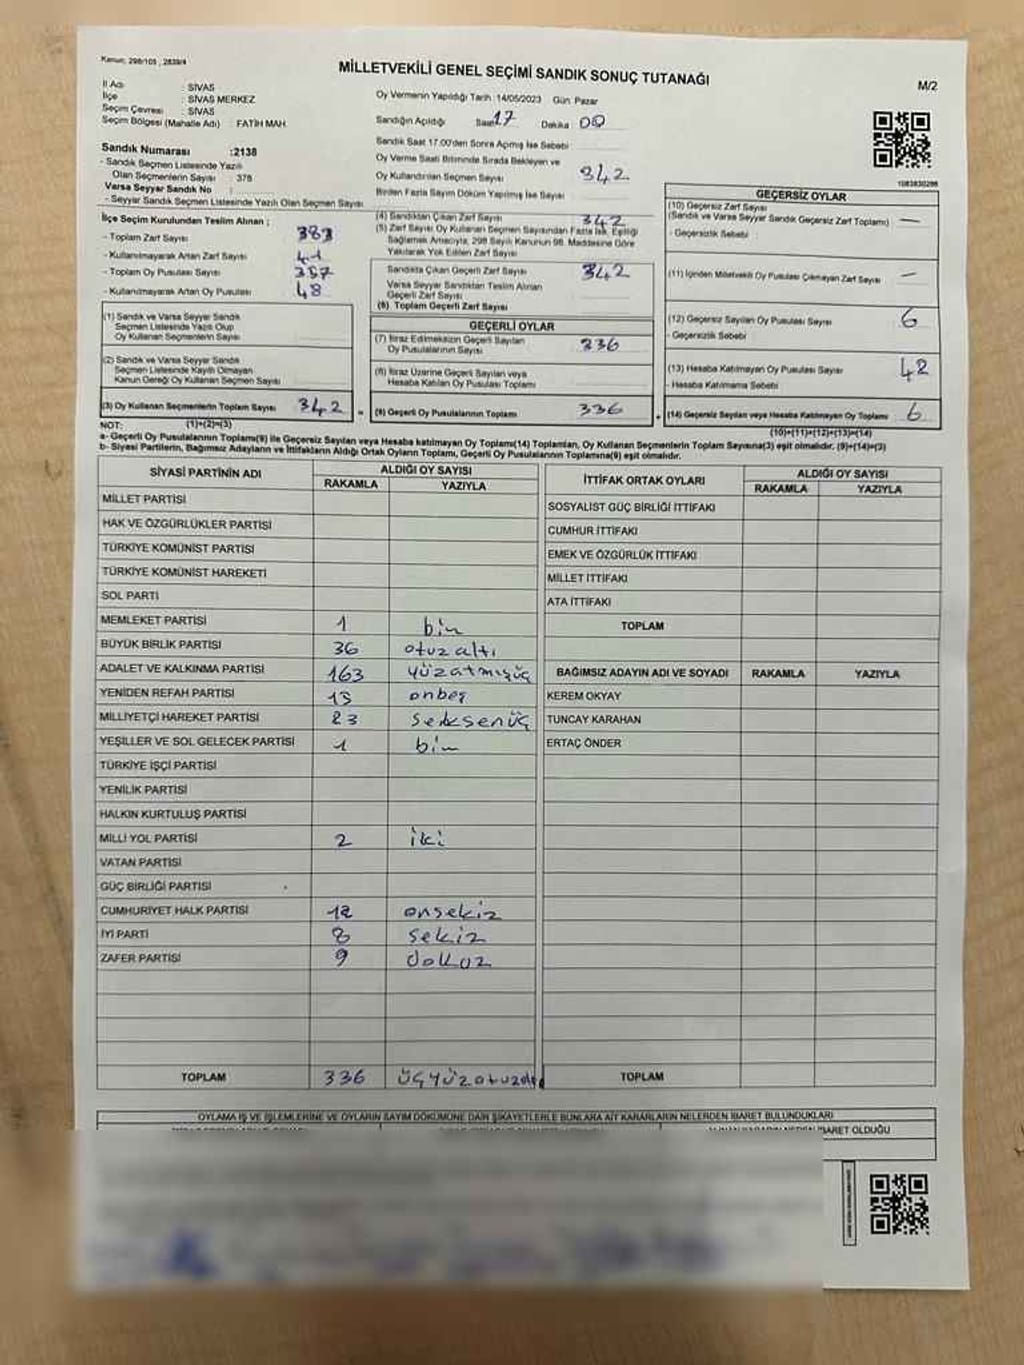 Kanun: 298/105 , 2839/4
MİLLETVEKİLİ GENEL SEÇİMİ SANDIK SONUÇ TUTANAĞI
M/2
İl Adı : SİVAS
İlçe : SİVAS MERKEZ
Seçim Çevresi : SİVAS
Seçim Bölgesi (Mahalle Adı) : FATİH MAH.
Sandık Numarası :2138
- Sandık Seçmen Listesinde Yazılı
Olan Seçmenlerin Sayısı : 378
Varsa Seyyar Sandık No :
- Seyyar Sandık Seçmen Listesinde Yazılı Olan Seçmen Sayısı
İlçe Seçim Kurulundan Teslim Alınan ;
- Toplam Zarf Sayısı 383
- Kullanılmayarak Artan Zarf Sayısı 41
- Toplam Oy Pusulası Sayısı 387
- Kullanılmayarak Artan Oy Pusulası 48
(1) Sandık ve Varsa Seyyar Sandık
Seçmen Listesinde Yazılı Olup
Oy Kullanan Seçmenlerin Sayısı
(2) Sandık ve Varsa Seyyar Sandık
Seçmen Listesinde Kayıtlı Olmayan
Kanun Gereği Oy Kullanan Seçmen Sayısı
(3) Oy Kullanan Seçmenlerin Toplam Sayısı 342
(1)+(2)=(3)
Oy Vermenin Yapıldığı Tarih : 14/05/2023 Gün: Pazar
Sandığın Açıldığı Saat 17 Dakika 00
Sandık Saat 17.00'den Sonra Açılmış İse Sebebi
Oy Verme Saati Bitiminde Sırada Bekleyen ve
Oy Kullandırılan Seçmen Sayısı 342
Birden Fazla Sayım Döküm Yapılmış İse Sayısı
(4) Sandıktan Çıkan Zarf Sayısı 342
(5) Zarf Sayısı Oy Kullanan Seçmen Sayısından Fazla İse, Eşitliği
Sağlamak Amacıyla, 298 Sayılı Kanunun 98. Maddesine Göre
Yakılarak Yok Edilen Zarf Sayısı
Sandıkta Çıkan Geçerli Zarf Sayısı 342
Varsa Seyyar Sandıktan Teslim Alınan
Geçerli Zarf Sayısı
(6) Toplam Geçerli Zarf Sayısı
GEÇERLİ OYLAR
(7) İtiraz Edilmeksizin Geçerli Sayılan
Oy Pusulalarının Sayısı 236
(8) İtiraz Üzerine Geçerli Sayılan veya
Hesaba Katılan Oy Pusulası Toplamı
= (9) Geçerli Oy Pusulalarının Toplamı 336
1083830286
GEÇERSİZ OYLAR
(10) Geçersiz Zarf Sayısı
(Sandık ve Varsa Seyyar Sandık Geçersiz Zarf Toplamı) —
- Geçersizlik Sebebi :
(11) İçinden Milletvekili Oy Pusulası Çıkmayan Zarf Sayısı —
(12) Geçersiz Sayılan Oy Pusulası Sayısı 6
- Geçersizlik Sebebi
(13) Hesaba Katılmayan Oy Pusulası Sayısı 42
- Hesaba Katılmama Sebebi
+ (14) Geçersiz Sayılan veya Hesaba Katılmayan Oy Toplamı 6
(10)+(11)+(12)+(13)=(14)
NOT:
a- Geçerli Oy Pusulalarının Toplamı(9) ile Geçersiz Sayılan veya Hesaba katılmayan Oy Toplamı(14) Toplamları, Oy Kullanan Seçmenlerin Toplam Sayısına(3) eşit olmalıdır. (9)+(14)=(3)
b- Siyasi Partilerin, Bağımsız Adayların ve İttifakların Aldığı Ortak Oyların Toplamı, Geçerli Oy Pusulalarının Toplamına(9) eşit olmalıdır.
SİYASİ PARTİNİN ADI ALDIĞI OY SAYISI
RAKAMLA YAZIYLA
MİLLET PARTİSİ
HAK VE ÖZGÜRLÜKLER PARTİSİ
TÜRKİYE KOMÜNİST PARTİSİ
TÜRKİYE KOMÜNİST HAREKETİ
SOL PARTİ
MEMLEKET PARTİSİ 1 bir
BÜYÜK BİRLİK PARTİSİ 36 otuzaltı
ADALET VE KALKINMA PARTİSİ 163 yüzatmışüç
YENİDEN REFAH PARTİSİ 15 onbeş
MİLLİYETÇİ HAREKET PARTİSİ 83 seksenüç
YEŞİLLER VE SOL GELECEK PARTİSİ 1 bir
TÜRKİYE İŞÇİ PARTİSİ
YENİLİK PARTİSİ
HALKIN KURTULUŞ PARTİSİ
MİLLİ YOL PARTİSİ 2 iki
VATAN PARTİSİ
GÜÇ BİRLİĞİ PARTİSİ
CUMHURİYET HALK PARTİSİ 18 onsekiz
İYİ PARTİ 8 sekiz
ZAFER PARTİSİ 9 dokuz
TOPLAM 336 üçyüzotuzaltı
İTTİFAK ORTAK OYLARI ALDIĞI OY SAYISI
RAKAMLA YAZIYLA
SOSYALİST GÜÇ BİRLİĞİ İTTİFAKI
CUMHUR İTTİFAKI
EMEK VE ÖZGÜRLÜK İTTİFAKI
MİLLET İTTİFAKI
ATA İTTİFAKI
TOPLAM
BAĞIMSIZ ADAYIN ADI VE SOYADI RAKAMLA YAZIYLA
KEREM OKYAY
TUNCAY KARAHAN
ERTAÇ ÖNDER
TOPLAM
OYLAMA İŞ VE İŞLEMLERİNE VE OYLARIN SAYIM DÖKÜMÜNE DAİR ŞİKAYETLERLE BUNLARA AİT KARARLARIN NELERDEN İBARET BULUNDUKLARI
İBARET OLDUĞU